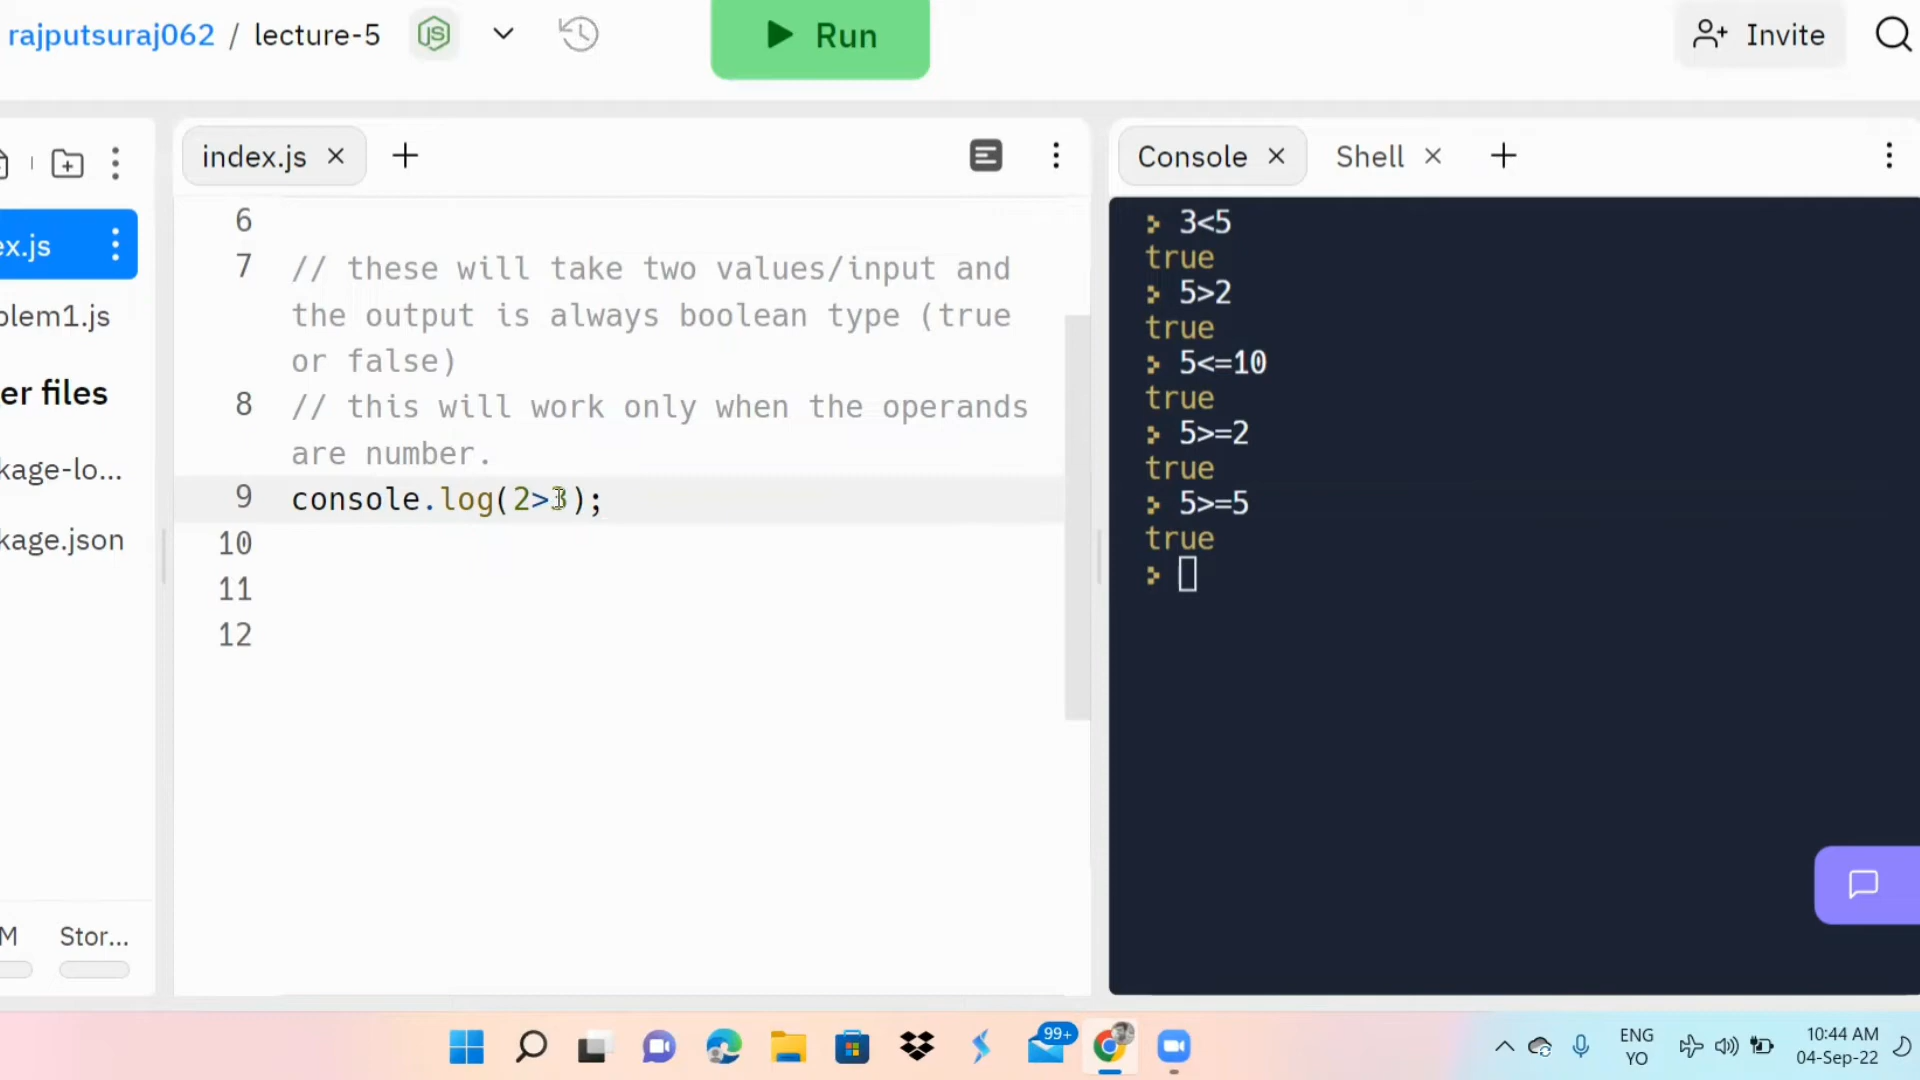 rajputsuraj062 / lecture-5
Run
Invite
index.js
Console
Shell
ex.js
blem1.js
er files
kage-lo...
kage.json
M
Stor...
6
7 // these will take two values/input and
the output is always boolean type (true
or false)
8 // this will work only when the operands
are number.
9 console.log(2>3);
10
11
12
3<5
true
5>2
true
5<=10
true
5>=2
true
5>=5
true
99+
ENG
YO
10:44 AM
04-Sep-22